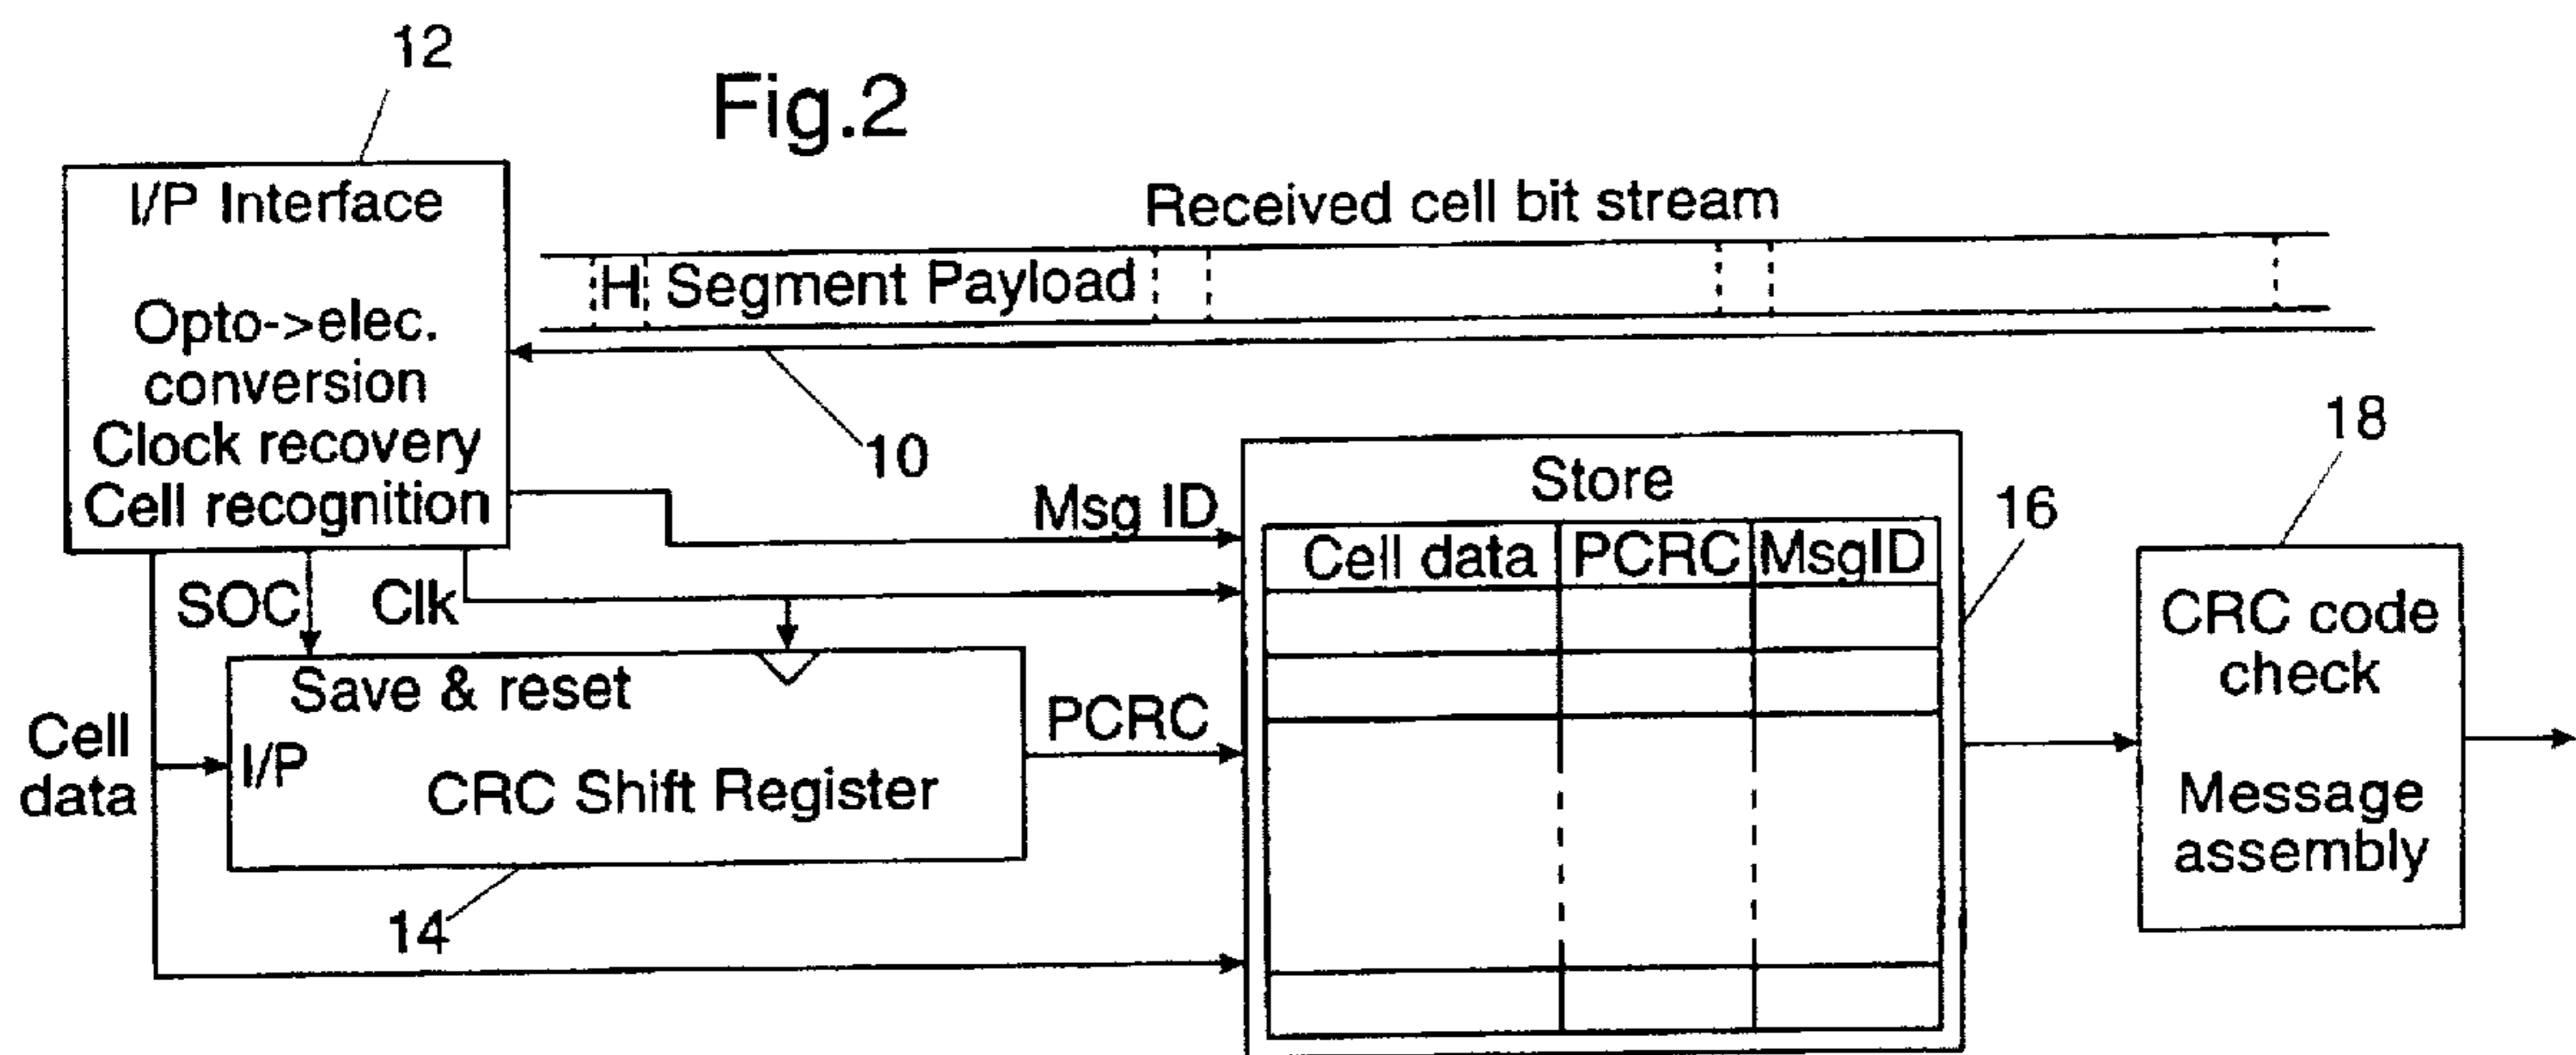 12
Fig.2
I/P Interface
Opto->elec.
conversion
Clock recovery
Cell recognition
Received cell bit stream
H
Segment Payload
10
18
Msg ID
Store
16
Cell data
PCRC
MsgID
SOC
Clk
CRC code
check
Message
assembly
Save & reset
Cell
data
I/P
CRC Shift Register
PCRC
14